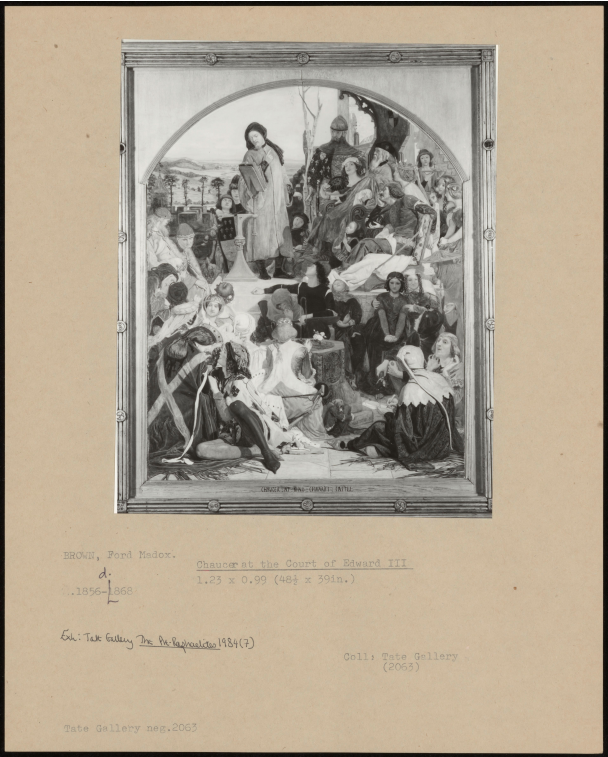 BROWN, Ford Madox.
Chaucer at the Court of Edward III
d.
1.23 x 0.99 (48½ x 39in.)
.1856-1868
Exh: Tate Gallery The Pre-Raphaelites 1984 (7)
Coll: Tate Gallery
(2063)
Tate Gallery neg.2063